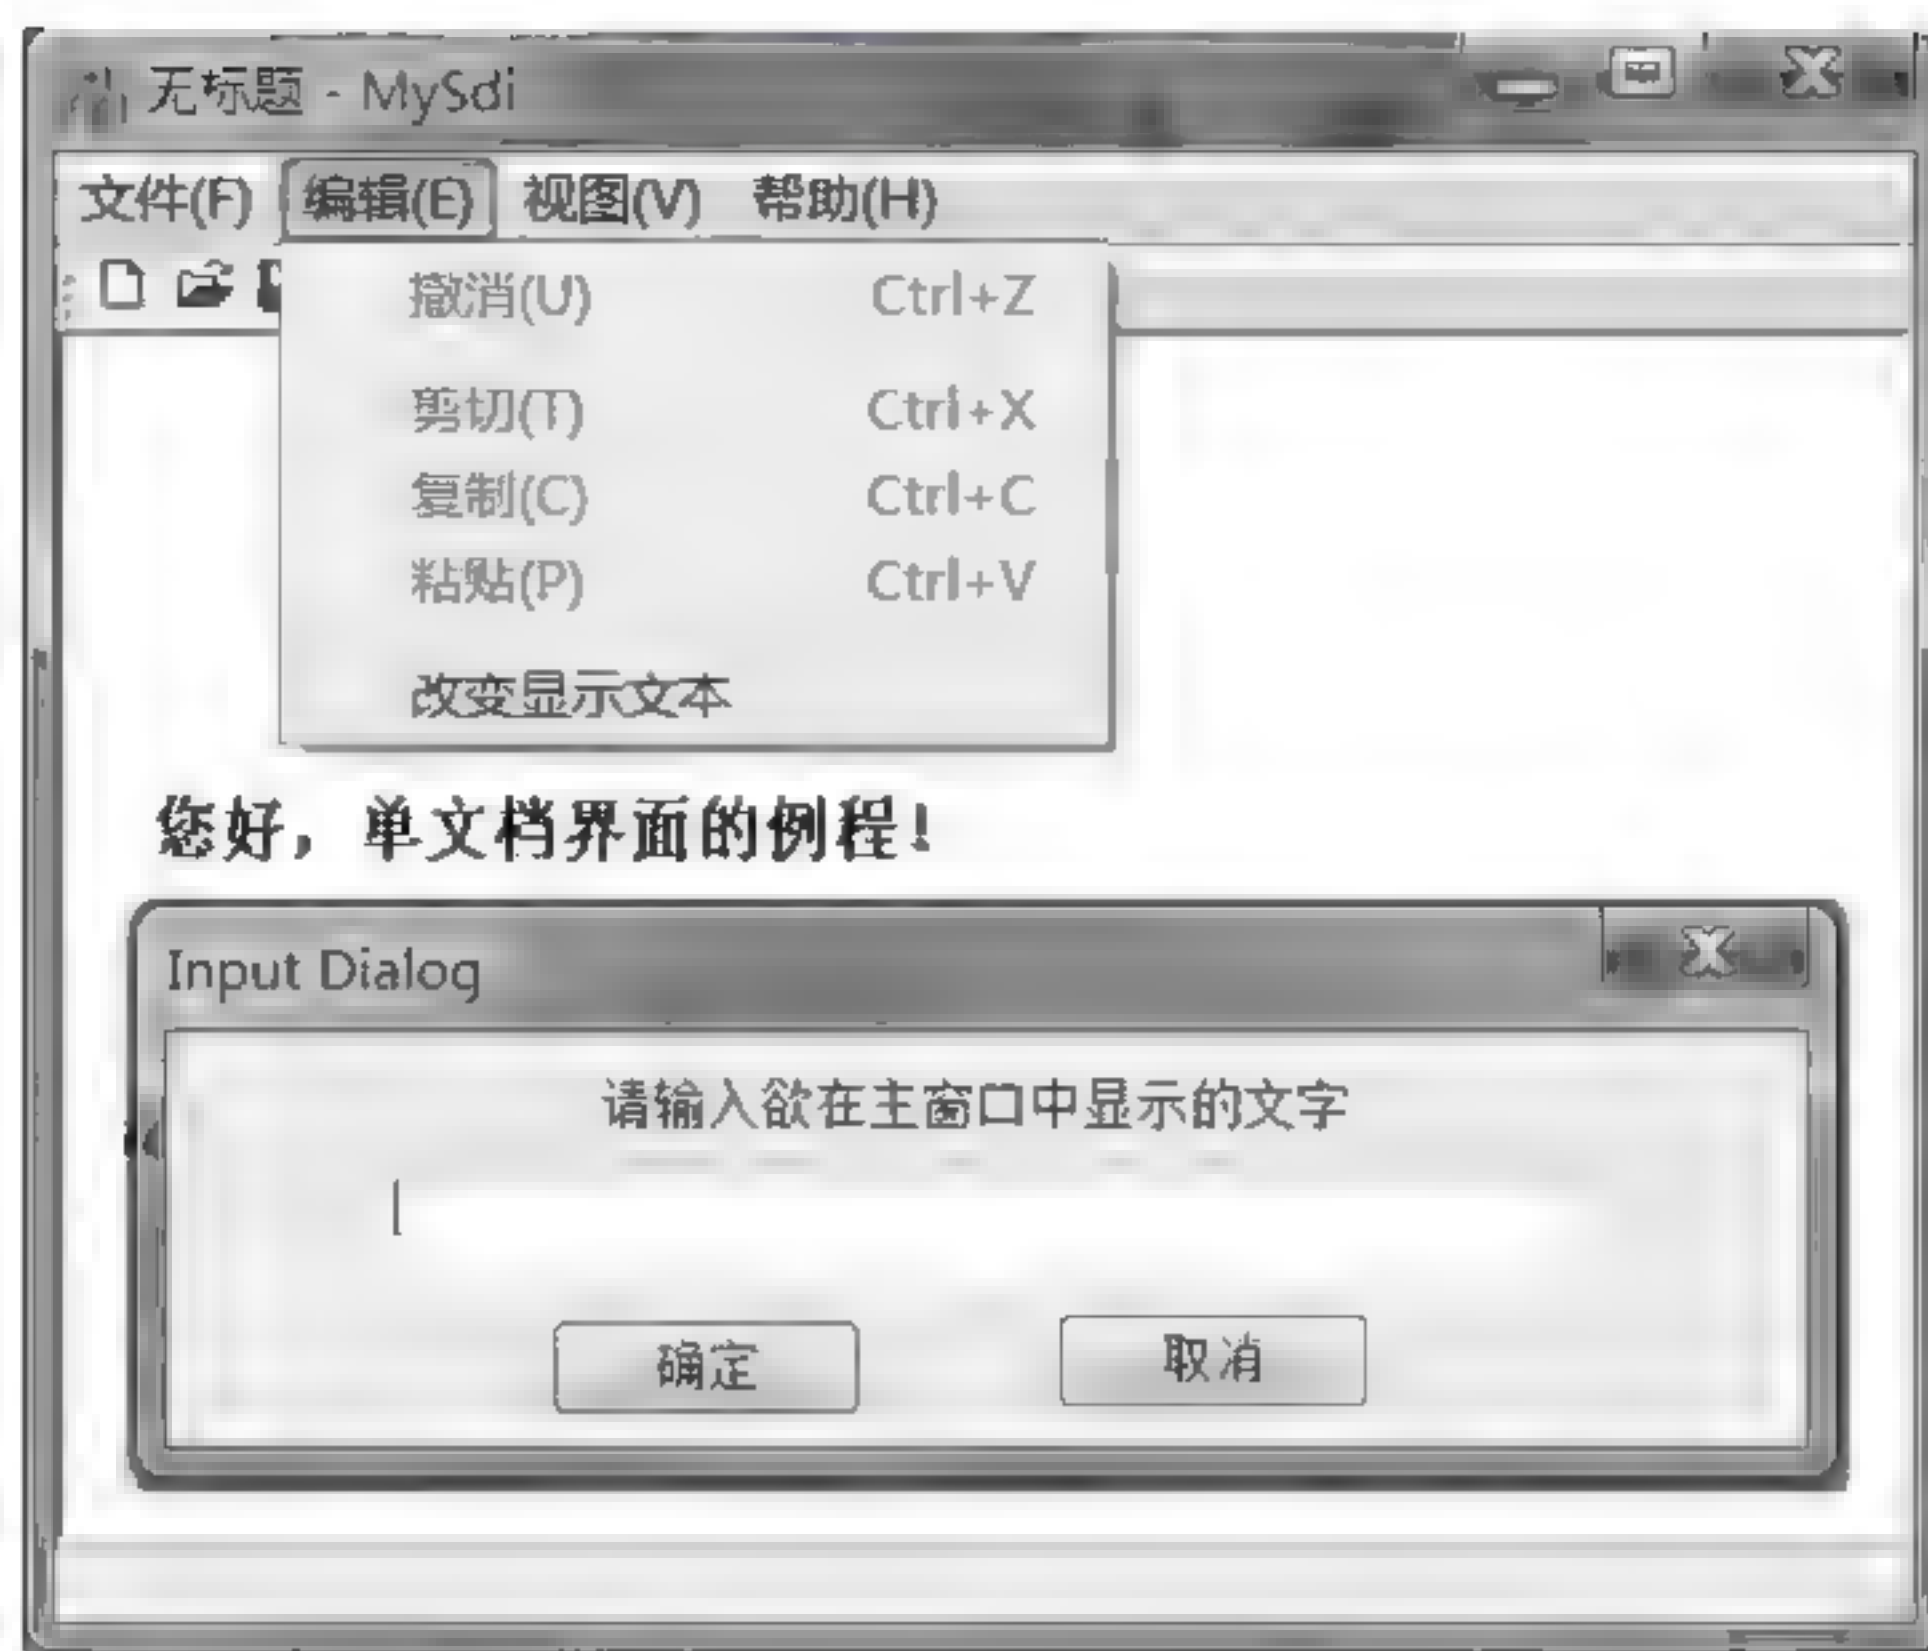 无标题 - MySdi
文件(F) 编辑(E) 视图(V) 帮助(H)
撤消(U) Ctrl+Z
剪切(T) Ctrl+X
复制(C) Ctrl+C
粘贴(P) Ctrl+V
改变显示文本
您好，单文档界面的例程！
Input Dialog
请输入欲在主窗口中显示的文字
确定 取消